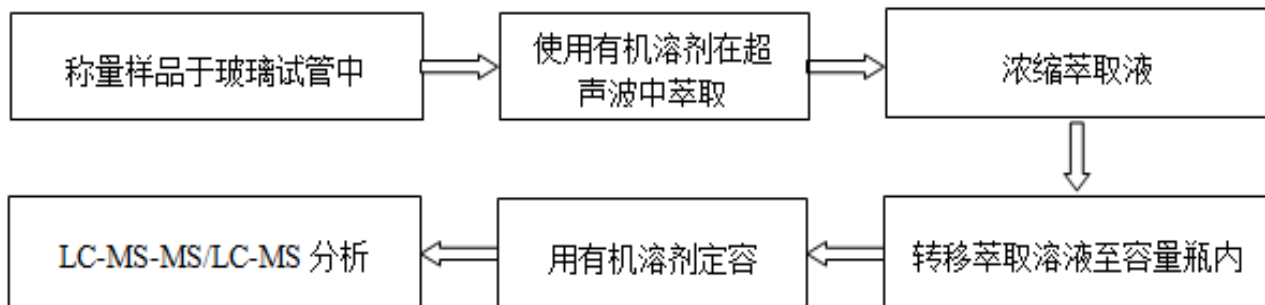 称量样品于玻璃试管中
使用有机溶剂在超
声波中萃取
浓缩萃取液
转移萃取溶液至容量瓶内
用有机溶剂定容
LC-MS-MS/LC-MS 分析